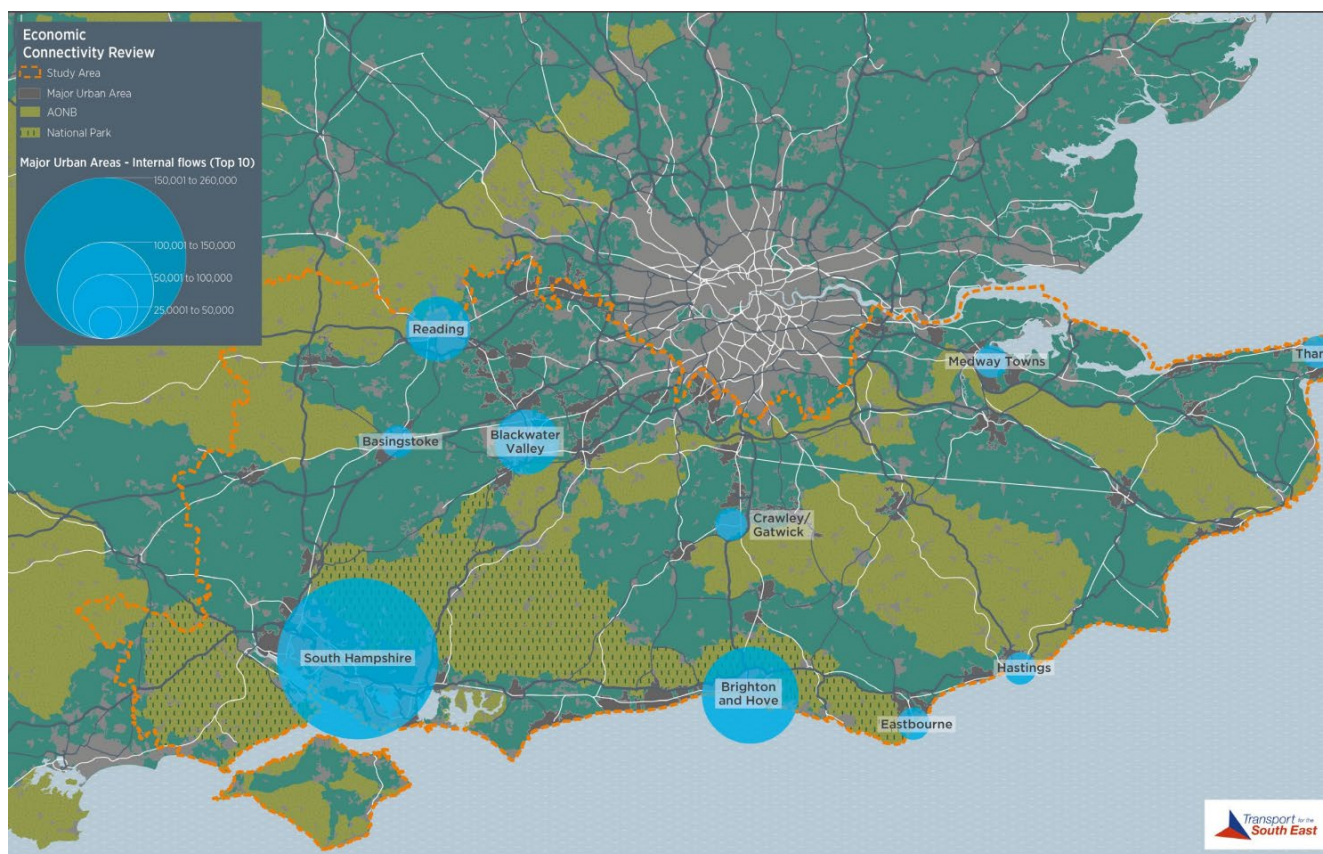 Economic
Connectivity Review
Study Area
Major Urban Area
AONB
National Park
Major Urban Areas - Internal flows (Top 10)
150,001 to 260,000
100,001 to 150,000
50,001 to 100,000
25.0001 to 50,000
Reading
Medway Towns
Than
Basingstoke
Blackwater
Valley
Crawley/
Gatwick
South Hampshire
Hastings
Brighton
and Hove
Eastbourne
Transport for the
South East